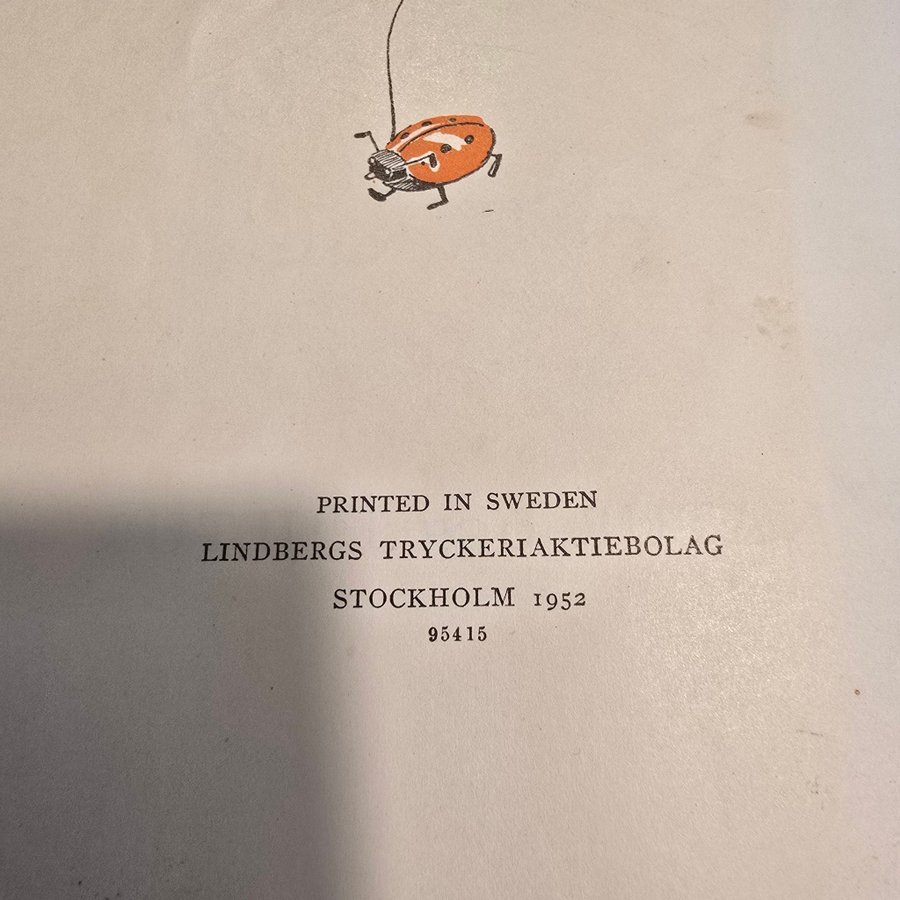 PRINTED IN SWEDEN
LINDBERGS TRYCKERIAKTIEBOLAG
STOCKHOLM 1952
95415